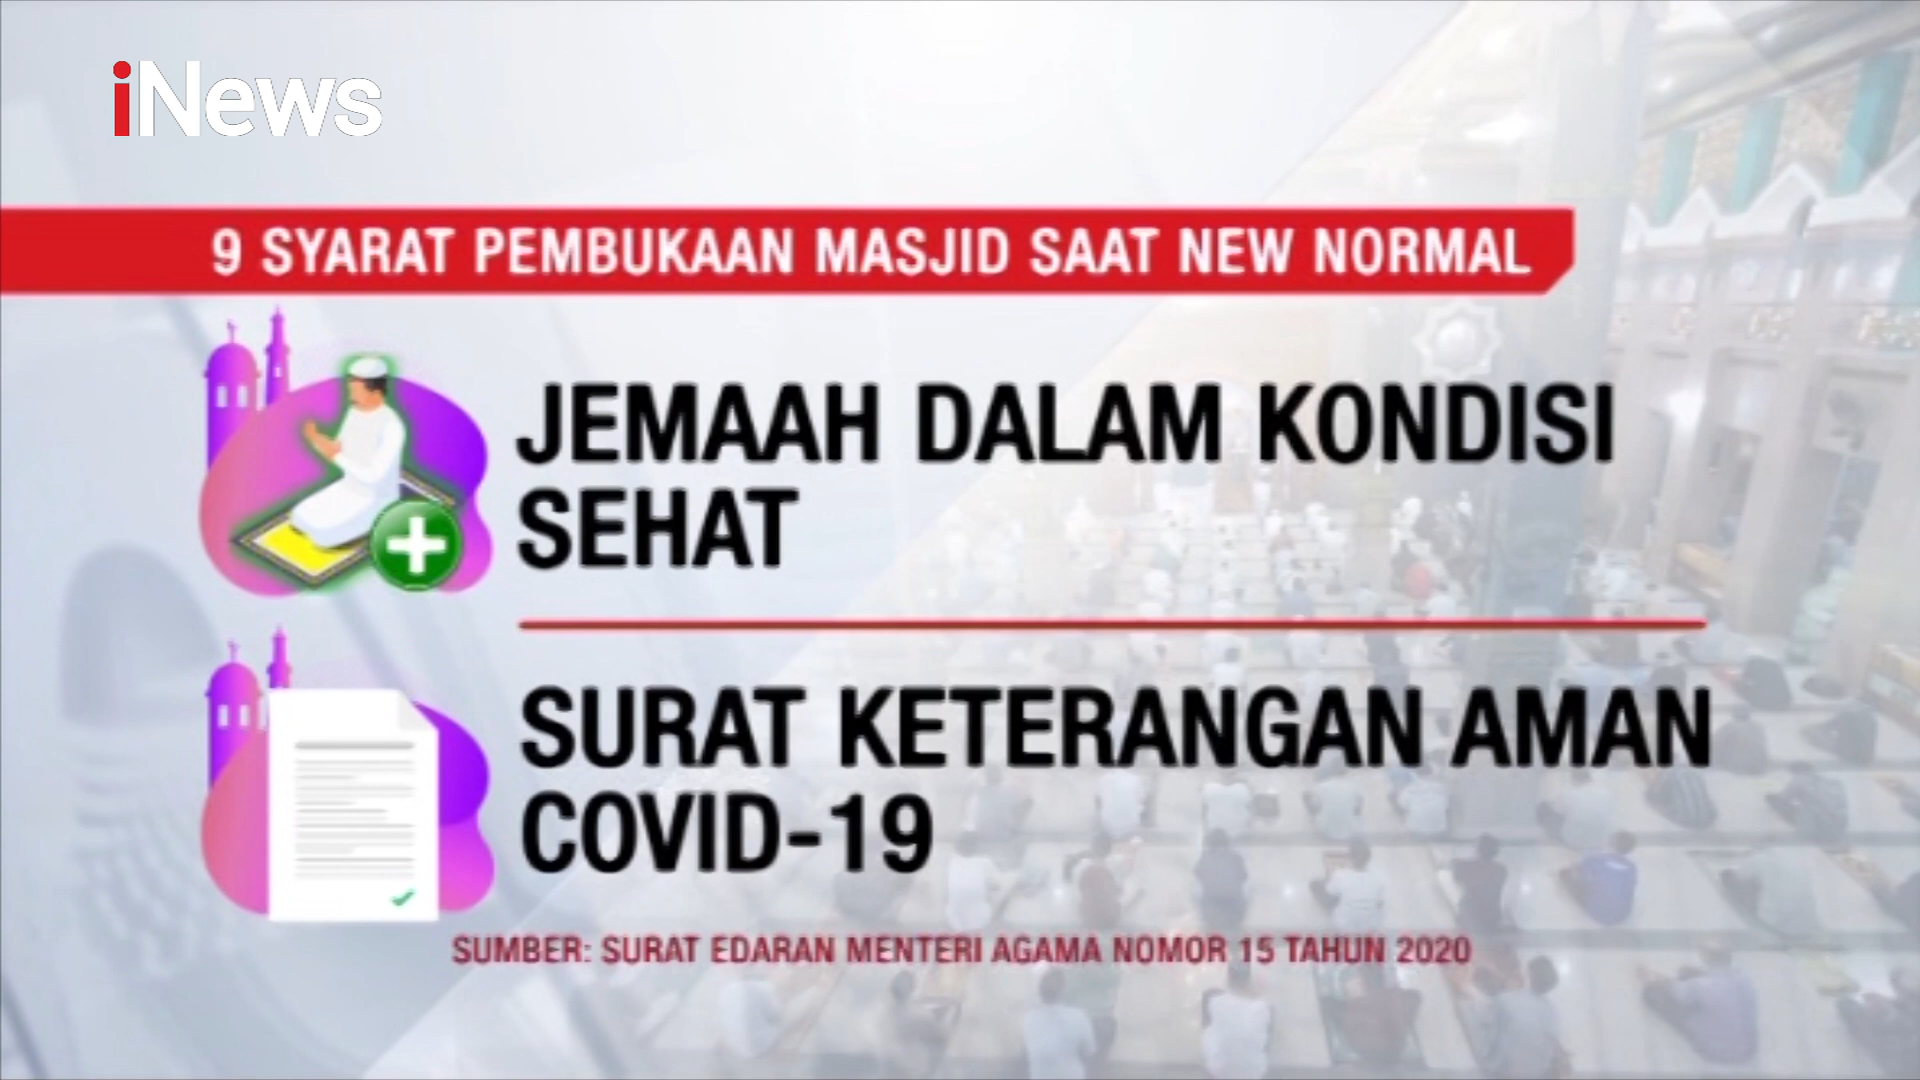 iNews
9 SYARAT PEMBUKAAN MASJID SAAT NEW NORMAL
JEMAAH DALAM KONDISI
SEHAT
SURAT KETERANGAN AMAN
COVID-19
SUMBER: SURAT EDARAN MENTERI AGAMA NOMOR 15 TAHUN 2020